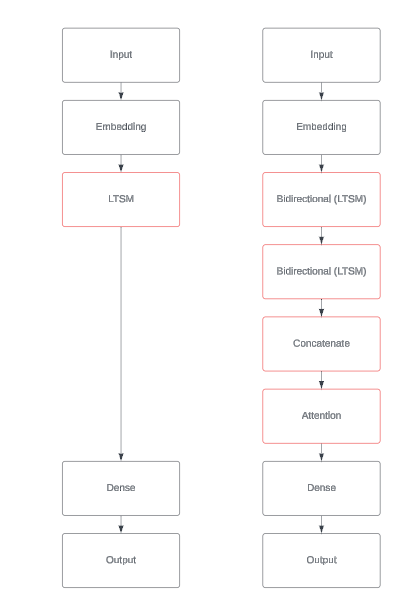 Input
Embedding
LTSM
Dense
Output
Input
Embedding
Bidirectional (LTSM)
Bidirectional (LTSM)
Concatenate
Attention
Dense
Output